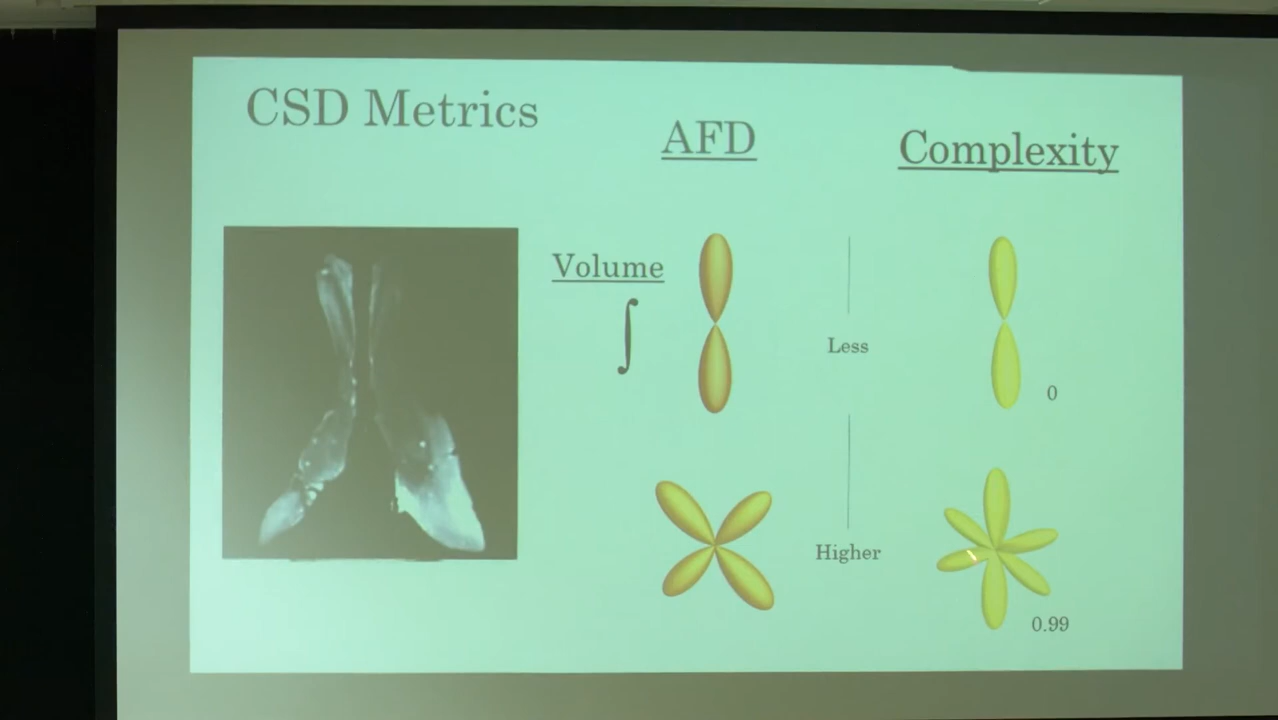 CSD Metrics
AFD
Complexity
Volume
∫
Less
0
Higher
0.99